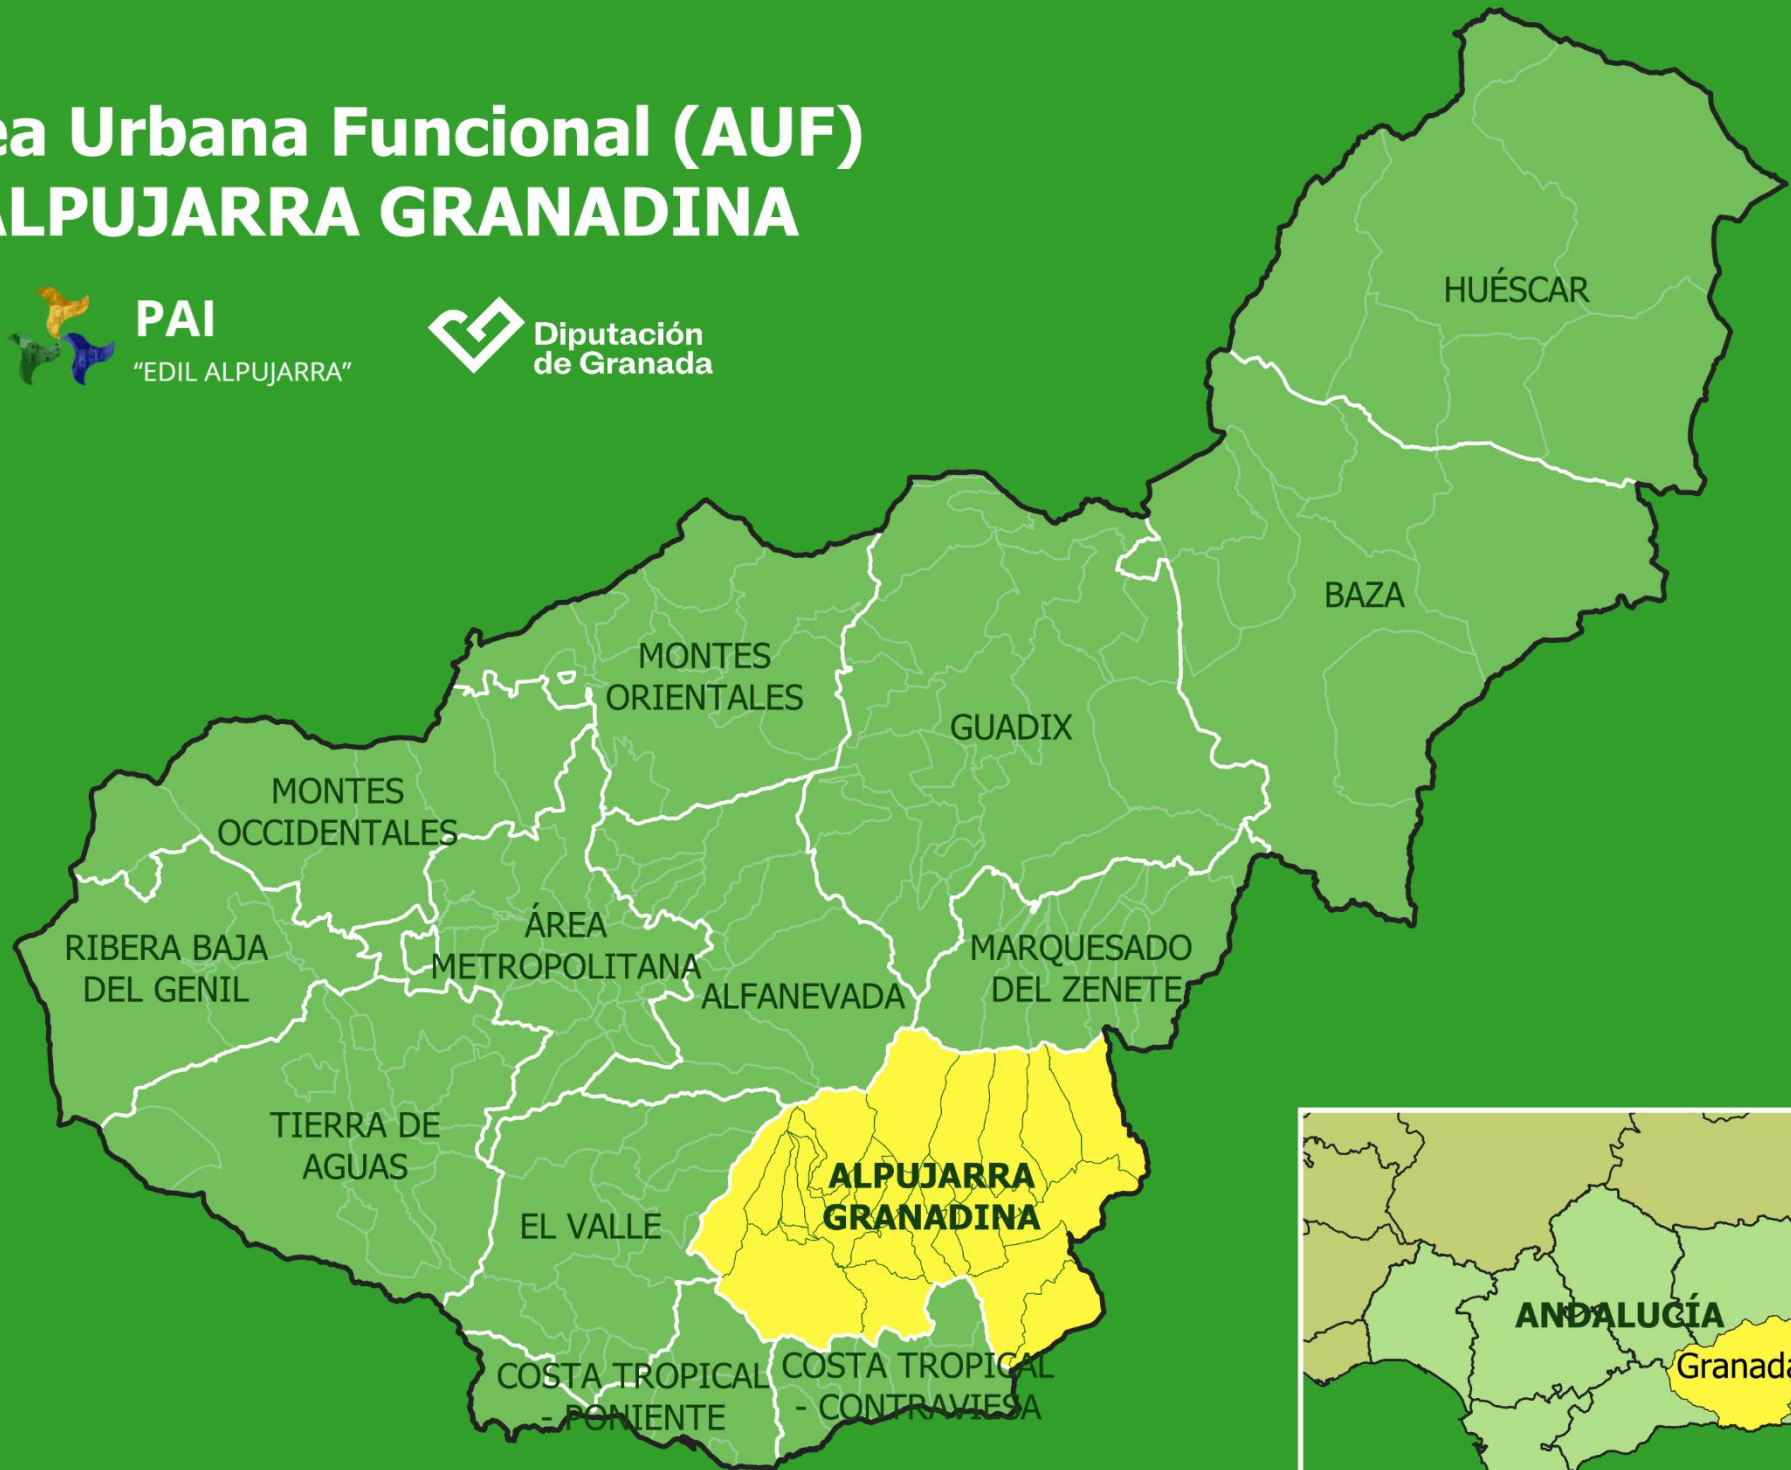 ea Urbana Funcional (AUF)
ALPUJARRA GRANADINA
PAI
"EDIL ALPUJARRA"
Diputación
de Granada
HUÉSCAR
BAZA
MONTES
ORIENTALES
GUADIX
MONTES
OCCIDENTALES
ÁREA
METROPOLITANA
RIBERA BAJA
DEL GENIL
ALFANEVADA
MARQUESADO
DEL ZENETE
TIERRA DE
AGUAS
EL VALLE
ALPUJARRA
GRANADINA
COSTA TROPICAL
- PONIENTE
COSTA TROPICAL
- CONTRAVIESA
ANDALUCÍA
Granada